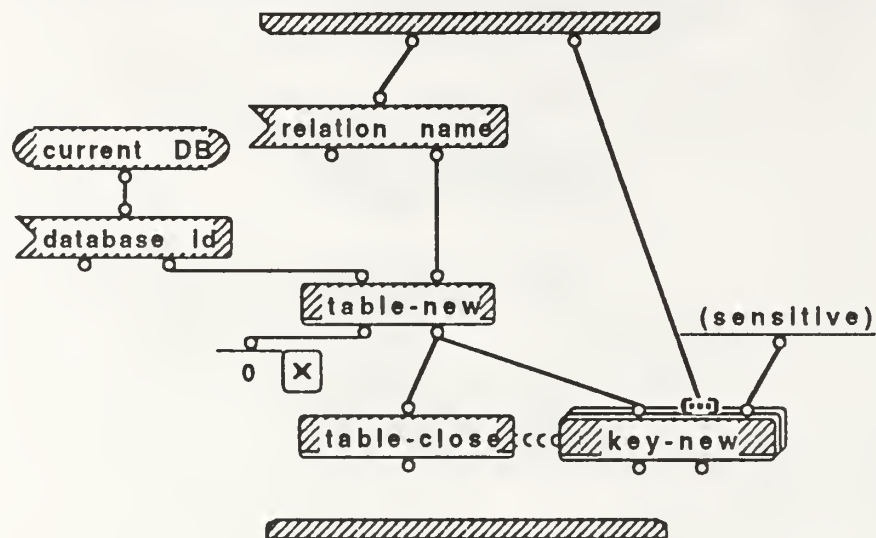 relation name
current DB
database id
table-new
(sensitive)
0
table-close
key-new